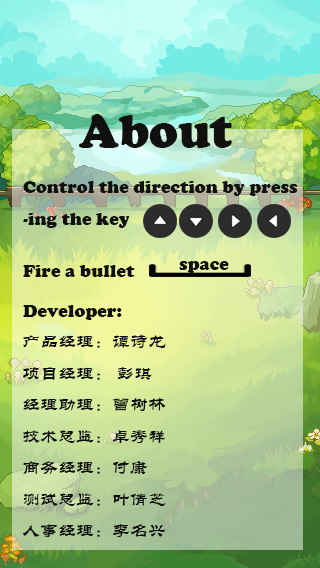 About
Control the direction by press
-ing the key
Fire a bullet space
Developer:
产品经理：谭诗龙
项目经理：彭琪
经理助理：曾树林
技术总监：卓秀祥
商务经理：付康
测试总监：叶倩芝
人事经理：李名兴